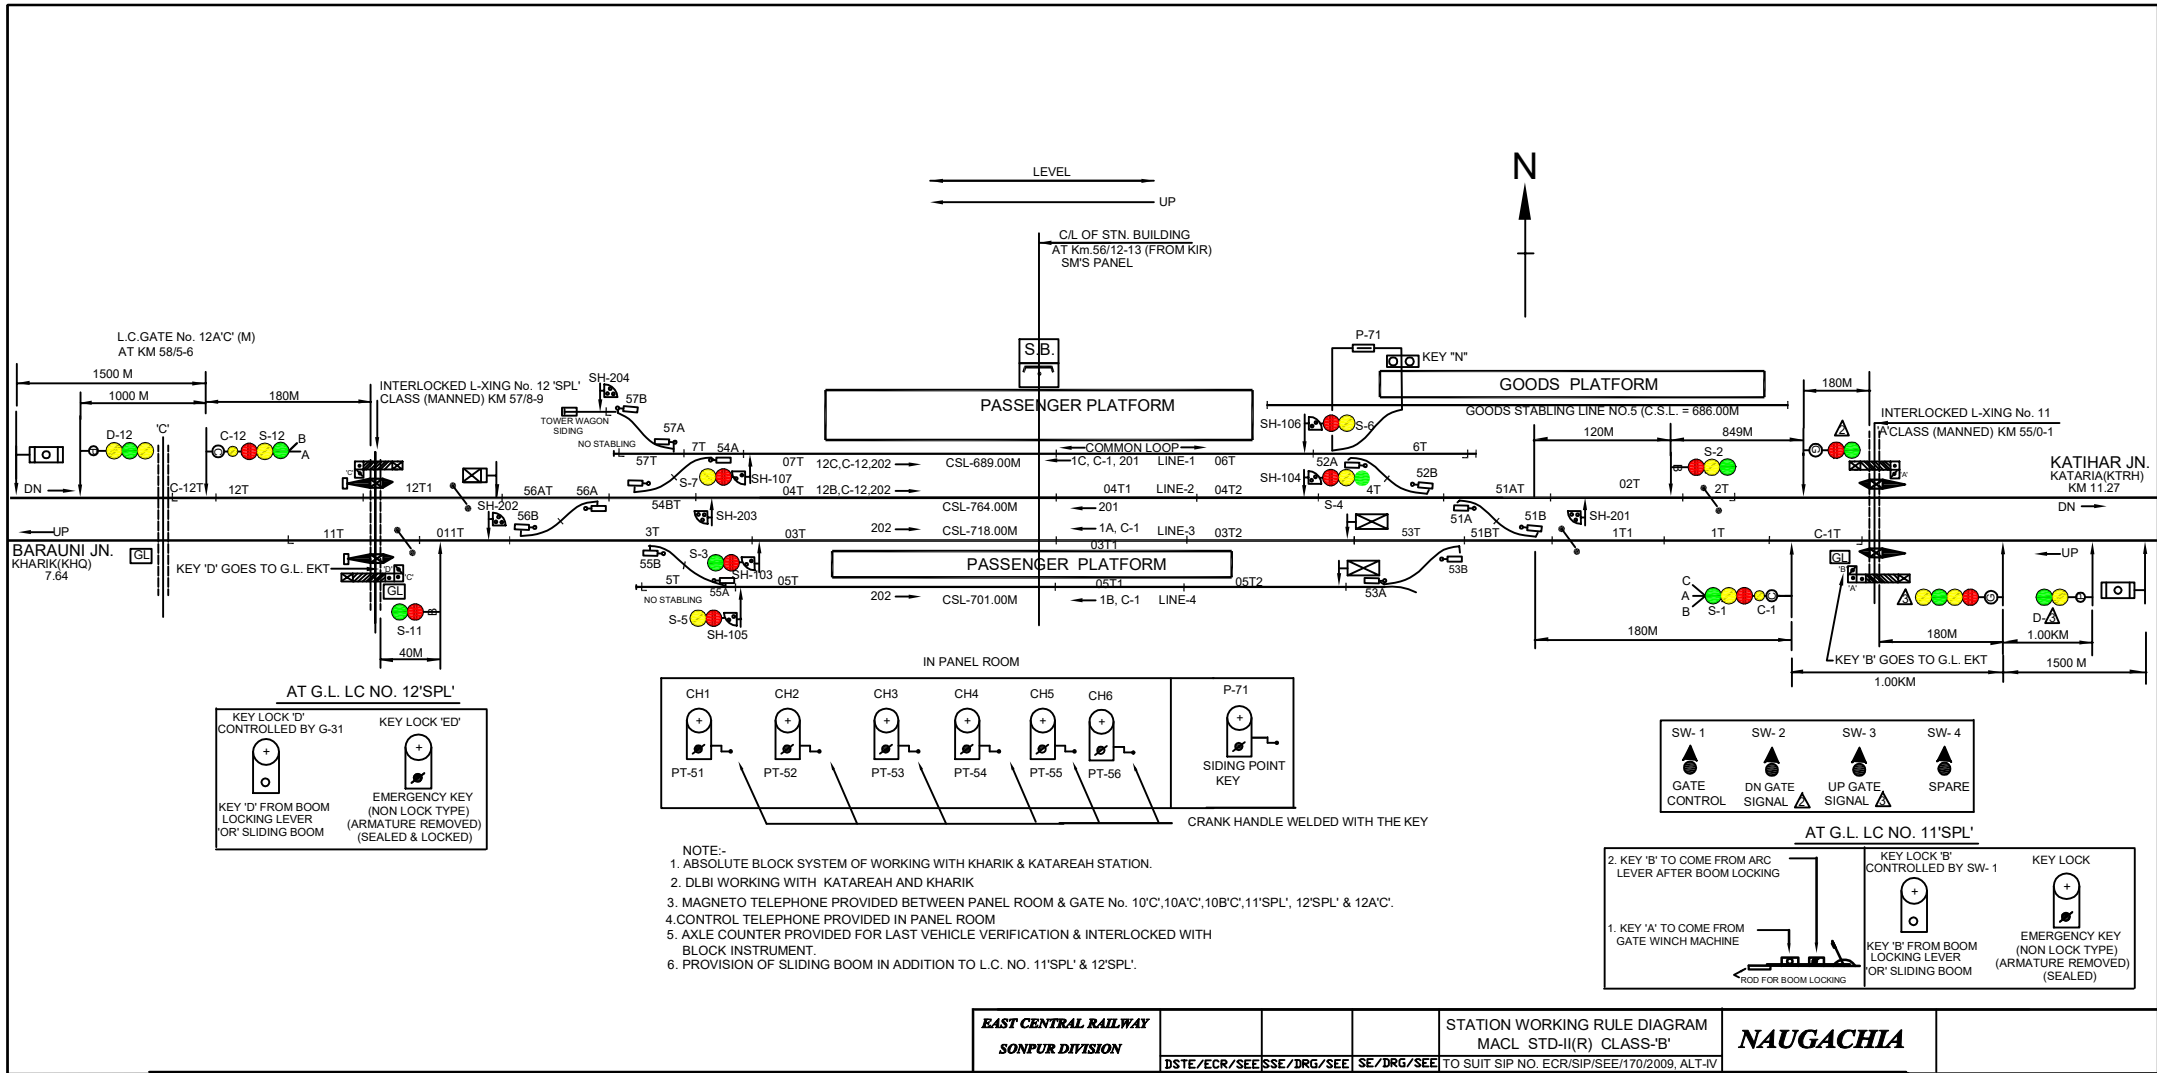 LEVEL
UP
N
C/L OF STN. BUILDING
AT Km.56/12-13 (FROM KIR)
SM'S PANEL
L.C.GATE No. 12A'C' (M)
AT KM 58/5-6
1500 M
1000 M
180M
INTERLOCKED L-XING No. 12 'SPL'
CLASS (MANNED) KM 57/8-9
SH-204
57B
TOWER WAGON
SIDING
NO STABLING
57A
S.B.
PASSENGER PLATFORM
P-71
KEY "N"
GOODS PLATFORM
GOODS STABLING LINE NO.5 (C.S.L. = 686.00M
180M
INTERLOCKED L-XING No. 11
'A'CLASS (MANNED) KM 55/0-1
D-12
'C'
C-12 S-12
B
A
SH-106
S-6
120M
849M
S-2
2
KATIHAR JN.
KATARIA(KTRH)
KM 11.27
57T
7T
54A
07T
12C,C-12,202
CSL-689.00M
COMMON LOOP
1C, C-1, 201
LINE-1
06T
6T
S-7
SH-107
SH-104
52A
52B
DN
C-12T
12T
12T1
SH-202
56AT
56A
54BT
04T
12B,C-12,202
04T1
LINE-2
04T2
4T
S-4
51AT
02T
2T
DN
56B
SH-203
CSL-764.00M
201
51A
51B
SH-201
UP
11T
011T
3T
03T
202
CSL-718.00M
1A, C-1
LINE-3
03T2
53T
51BT
1T1
1T
C-1T
UP
BARAUNI JN.
KHARIK(KHQ)
7.64
GL
KEY 'D' GOES TO G.L. EKT
'D'
'C'
GL
55B
S-3
SH-103
03T1
PASSENGER PLATFORM
53B
GL
'B'
'A'
5T
NO STABLING
55A
05T
202
CSL-701.00M
05T1
1B, C-1
LINE-4
05T2
53A
C
A
B
S-1
C-1
3
D-3
S-11
S-5
SH-105
40M
180M
180M
1.00KM
KEY 'B' GOES TO G.L. EKT
1500 M
1.00KM
IN PANEL ROOM
AT G.L. LC NO. 12'SPL'
KEY LOCK 'D'
CONTROLLED BY G-31
KEY LOCK 'ED'
KEY 'D' FROM BOOM
LOCKING LEVER
'OR' SLIDING BOOM
EMERGENCY KEY
(NON LOCK TYPE)
(ARMATURE REMOVED)
(SEALED & LOCKED)
CH1 CH2 CH3 CH4 CH5 CH6
P-71
PT-51 PT-52 PT-53 PT-54 PT-55 PT-56
SIDING POINT
KEY
CRANK HANDLE WELDED WITH THE KEY
SW- 1 SW- 2 SW- 3 SW- 4
GATE
CONTROL
DN GATE
SIGNAL 2
UP GATE
SIGNAL 3
SPARE
AT G.L. LC NO. 11'SPL'
2. KEY 'B' TO COME FROM ARC
LEVER AFTER BOOM LOCKING
1. KEY 'A' TO COME FROM
GATE WINCH MACHINE
ROD FOR BOOM LOCKING
KEY LOCK 'B'
CONTROLLED BY SW- 1
KEY 'B' FROM BOOM
LOCKING LEVER
'OR' SLIDING BOOM
KEY LOCK
EMERGENCY KEY
(NON LOCK TYPE)
(ARMATURE REMOVED)
(SEALED)
NOTE:-
1. ABSOLUTE BLOCK SYSTEM OF WORKING WITH KHARIK & KATAREAH STATION.
2. DLBI WORKING WITH KATAREAH AND KHARIK
3. MAGNETO TELEPHONE PROVIDED BETWEEN PANEL ROOM & GATE No. 10'C',10A'C',10B'C',11'SPL', 12'SPL' & 12A'C'.
4.CONTROL TELEPHONE PROVIDED IN PANEL ROOM
5. AXLE COUNTER PROVIDED FOR LAST VEHICLE VERIFICATION & INTERLOCKED WITH
BLOCK INSTRUMENT.
6. PROVISION OF SLIDING BOOM IN ADDITION TO L.C. NO. 11'SPL' & 12'SPL'.
EAST CENTRAL RAILWAY
SONPUR DIVISION
DSTE/ECR/SEE
SSE/DRG/SEE
SE/DRG/SEE
STATION WORKING RULE DIAGRAM
MACL STD-II(R) CLASS-'B'
TO SUIT SIP NO. ECR/SIP/SEE/170/2009, ALT-IV
NAUGACHIA